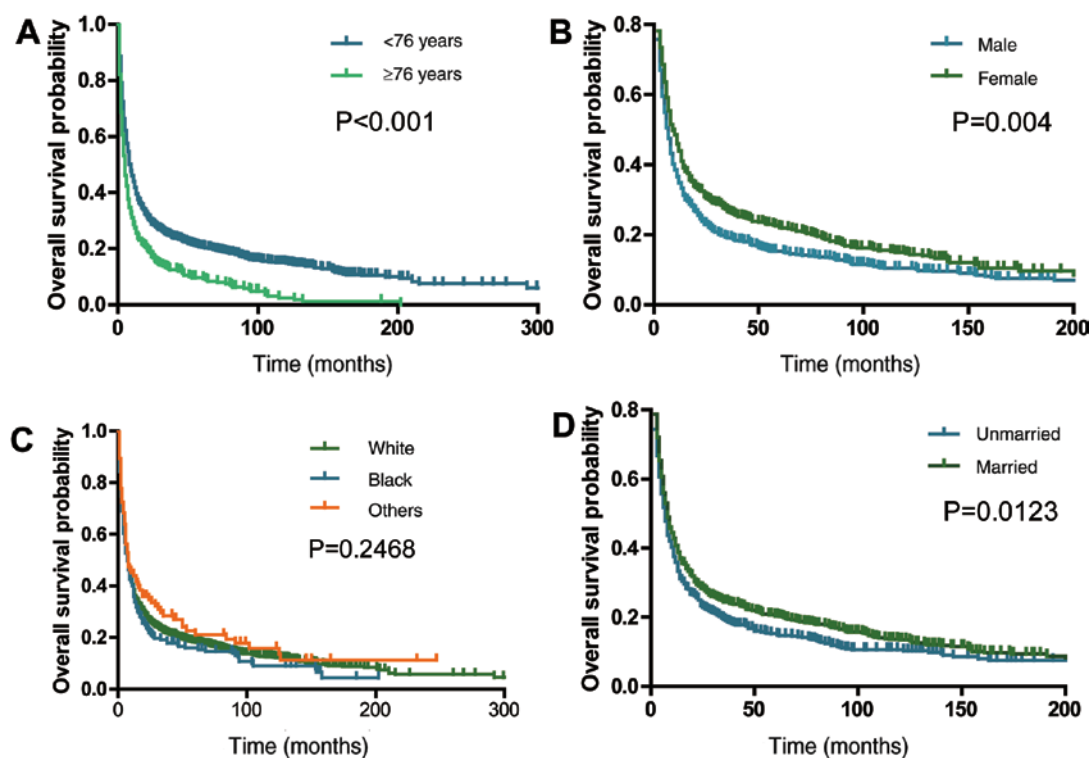 A
Overall survival probability
1.0
0.8
0.6
0.4
0.2
0.0
<76 years
≥76 years
P<0.001
0
100
200
300
Time (months)
B
Overall survival probability
0.8
0.6
0.4
0.2
0.0
Male
Female
P=0.004
0
50
100
150
200
Time (months)
C
Overall survival probability
1.0
0.8
0.6
0.4
0.2
0.0
White
Black
Others
P=0.2468
0
100
200
300
Time (months)
D
Overall survival probability
0.8
0.6
0.4
0.2
0.0
Unmarried
Married
P=0.0123
0
50
100
150
200
Time (months)